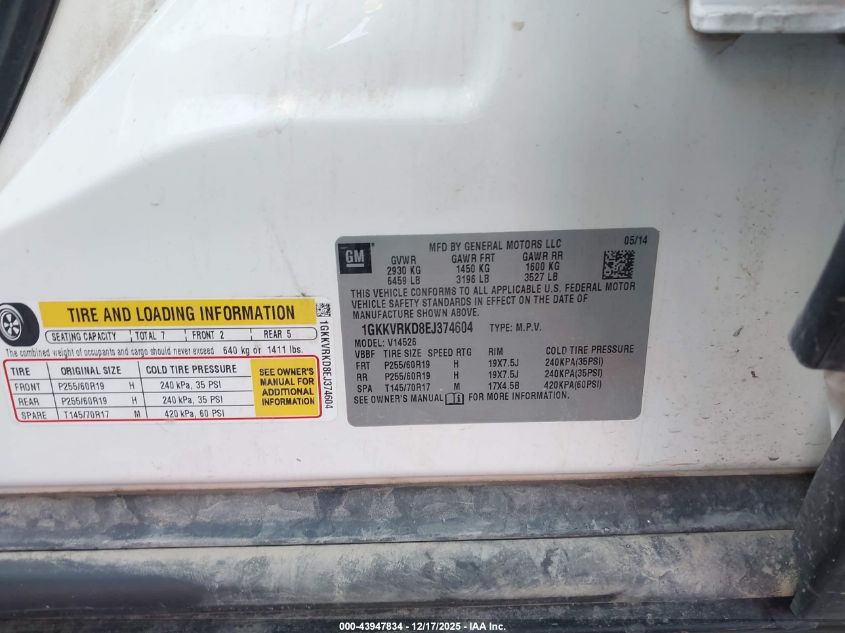 TIRE AND LOADING INFORMATION
SEATING CAPACITY TOTAL 7 FRONT 2 REAR 5
The combined weight of occupants and cargo should never exceed 640 kg or 1411 lbs.
TIRE ORIGINAL SIZE COLD TIRE PRESSURE
FRONT P255/60R19 H 240 kPa, 35 PSI
REAR P255/60R19 H 240 kPa, 35 PSI
SPARE T145/70R17 M 420 kPa, 60 PSI
SEE OWNER'S
MANUAL FOR
ADDITIONAL
INFORMATION
1GKKVRKD8EJ374604
GM
MFD BY GENERAL MOTORS LLC 05/14
GVWR GAWR FRT GAWR RR
2930 KG 1450 KG 1600 KG
6459 LB 3196 LB 3527 LB
THIS VEHICLE CONFORMS TO ALL APPLICABLE U.S. FEDERAL MOTOR
VEHICLE SAFETY STANDARDS IN EFFECT ON THE DATE OF
MANUFACTURE SHOWN ABOVE.
1GKKVRKD8EJ374604 TYPE: M.P.V.
MODEL: V14526
VBBF TIRE SIZE SPEED RTG RIM COLD TIRE PRESSURE
FRT P255/60R19 H 19X7.5J 240KPA(35PSI)
RR P255/60R19 H 19X7.5J 240KPA(35PSI)
SPA T145/70R17 M 17X4.5B 420KPA(60PSI)
SEE OWNER'S MANUAL FOR MORE INFORMATION.
000-43947834 - 12/17/2025 - IAA Inc.